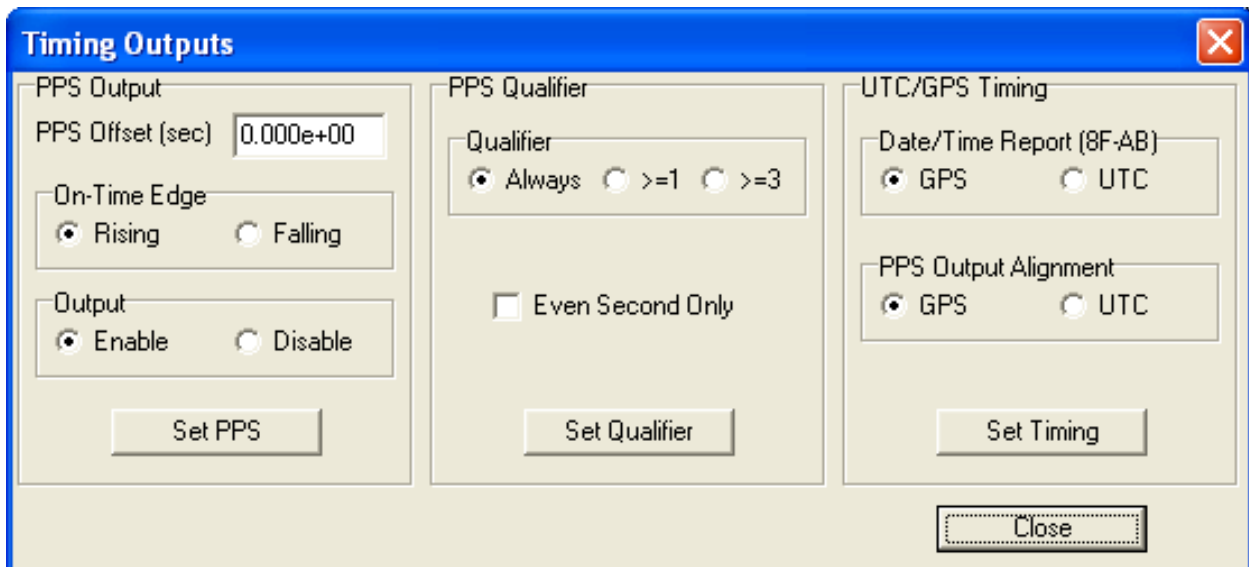 Timing Outputs
PPS Output
PPS Offset (sec) 0.000e+00
On-Time Edge
Rising Falling
Output
Enable Disable
Set PPS
PPS Qualifier
Qualifier
Always >=1 >=3
Even Second Only
Set Qualifier
UTC/GPS Timing
Date/Time Report (8F-AB)
GPS UTC
PPS Output Alignment
GPS UTC
Set Timing
Close